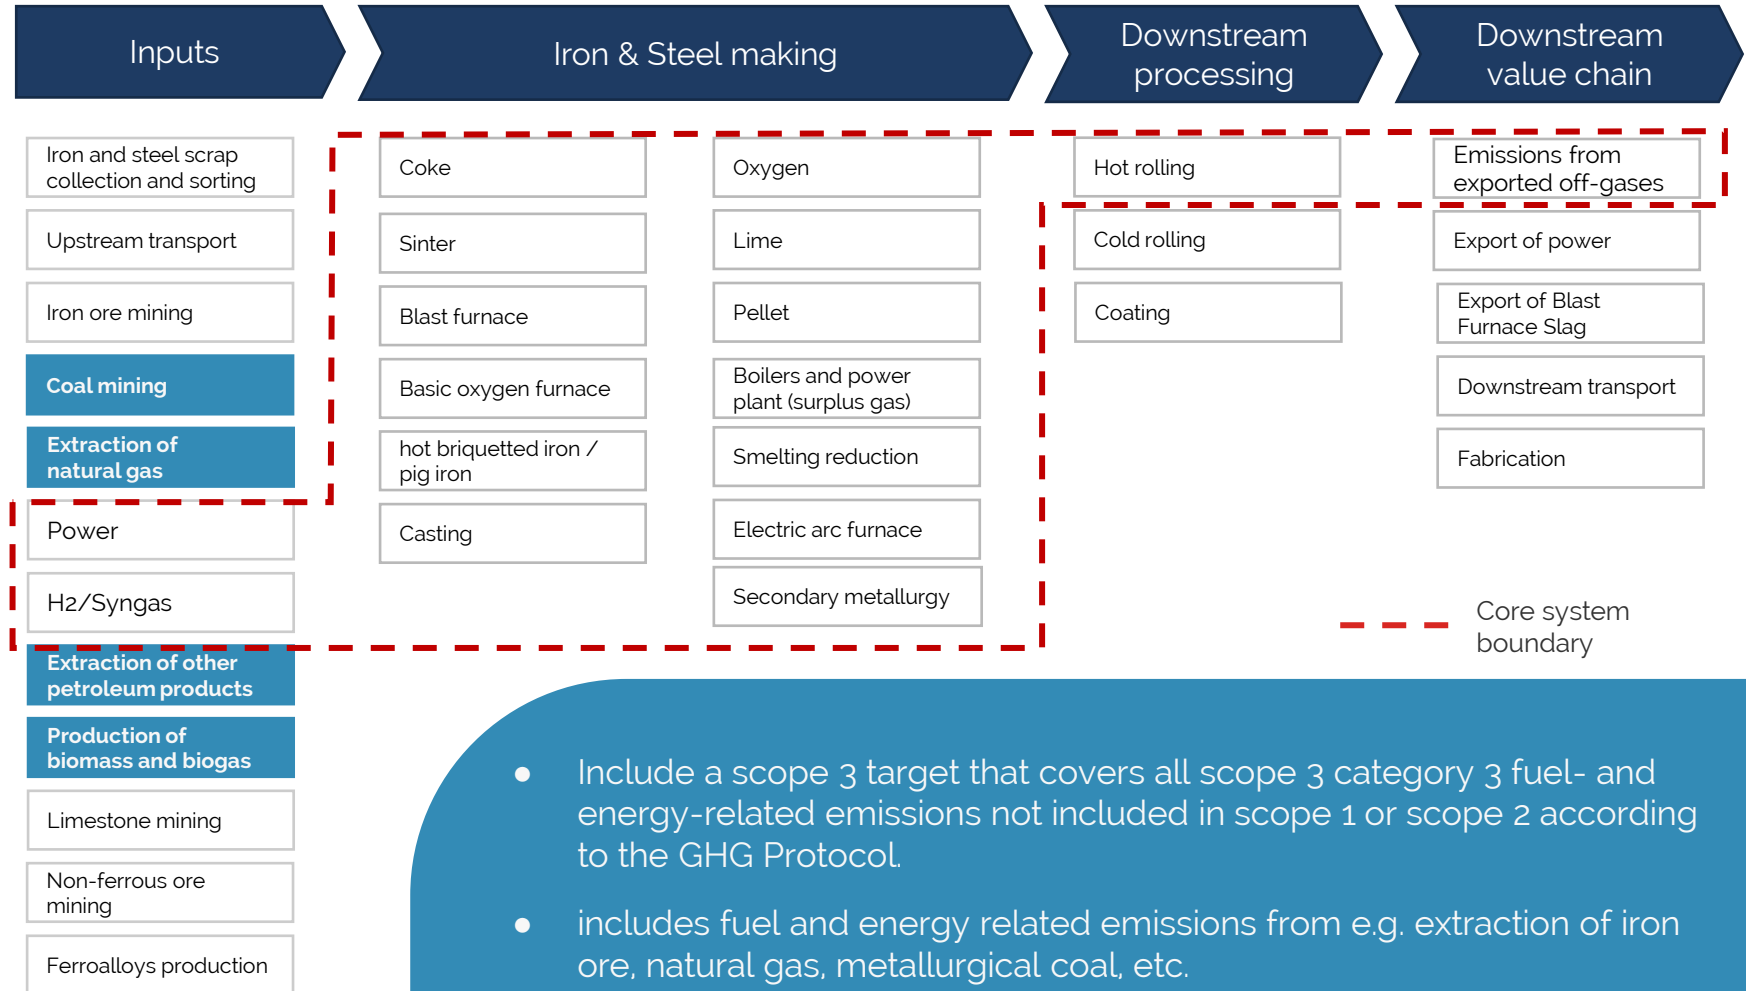 Inputs
Iron & Steel making
Downstream
processing
Downstream
value chain
Iron and steel scrap
collection and sorting
Upstream transport
Iron ore mining
Coal mining
Extraction of
natural gas
Power
H2/Syngas
Extraction of other
petroleum products
Production of
biomass and biogas
Limestone mining
Non-ferrous ore
mining
Ferroalloys production
Coke
Sinter
Blast furnace
Basic oxygen furnace
hot briquetted iron /
pig iron
Casting
Oxygen
Lime
Pellet
Boilers and power
plant (surplus gas)
Smelting reduction
Electric arc furnace
Secondary metallurgy
Hot rolling
Cold rolling
Coating
Emissions from
exported off-gases
Export of power
Export of Blast
Furnace Slag
Downstream transport
Fabrication
Core system
boundary
● Include a scope 3 target that covers all scope 3 category 3 fuel- and
energy-related emissions not included in scope 1 or scope 2 according
to the GHG Protocol.
● includes fuel and energy related emissions from e.g. extraction of iron
ore, natural gas, metallurgical coal, etc.